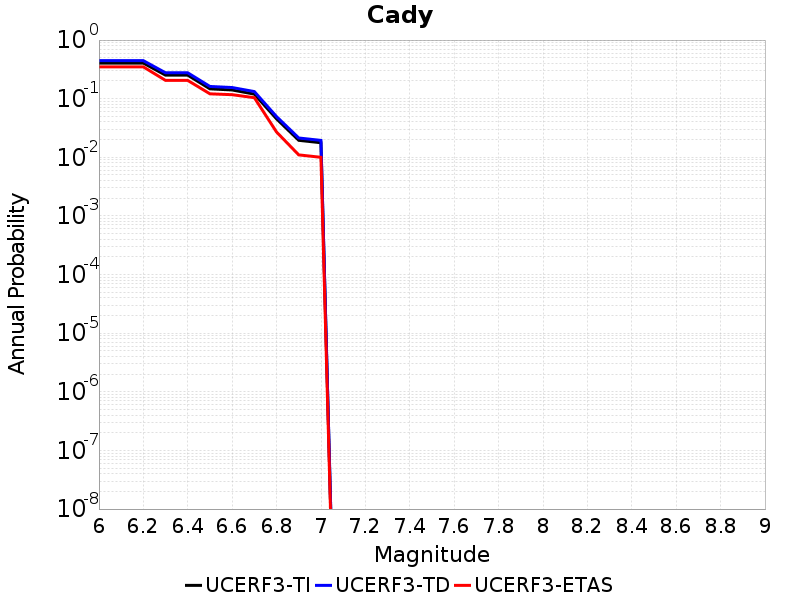 Cady
10^0
10^-1
10^-2
10^-3
10^-4
10^-5
10^-6
10^-7
10^-8
Annual Probability
6 6.2 6.4 6.6 6.8 7 7.2 7.4 7.6 7.8 8 8.2 8.4 8.6 8.8 9
Magnitude
UCERF3-TI UCERF3-TD UCERF3-ETAS